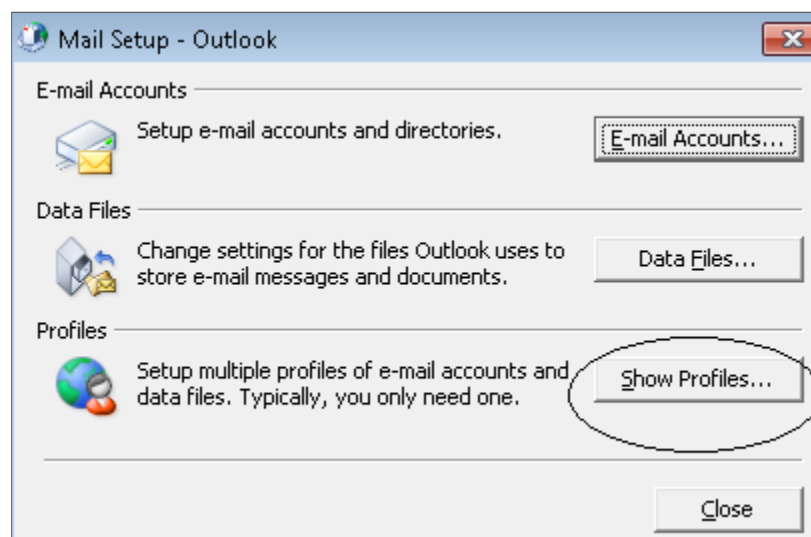 Mail Setup - Outlook
E-mail Accounts
Setup e-mail accounts and directories.
E-mail Accounts...
Data Files
Change settings for the files Outlook uses to
store e-mail messages and documents.
Data Files...
Profiles
Setup multiple profiles of e-mail accounts and
data files. Typically, you only need one.
Show Profiles...
Close